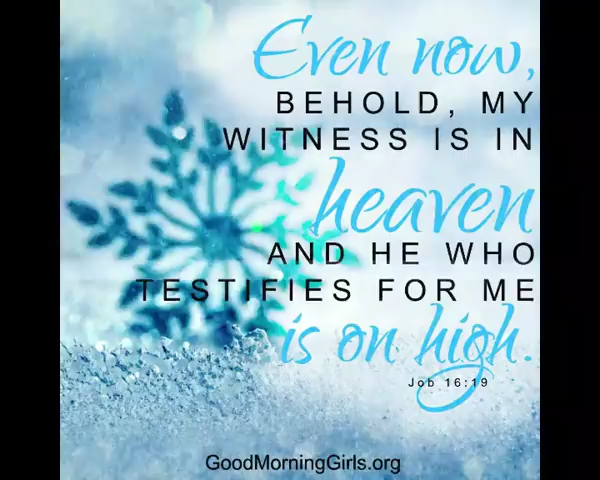 Even now,
BEHOLD, MY
WITNESS IS IN
heaven
AND HE WHO
TESTIFIES FOR ME
is on high.
Job 16:19
GoodMorningGirls.org